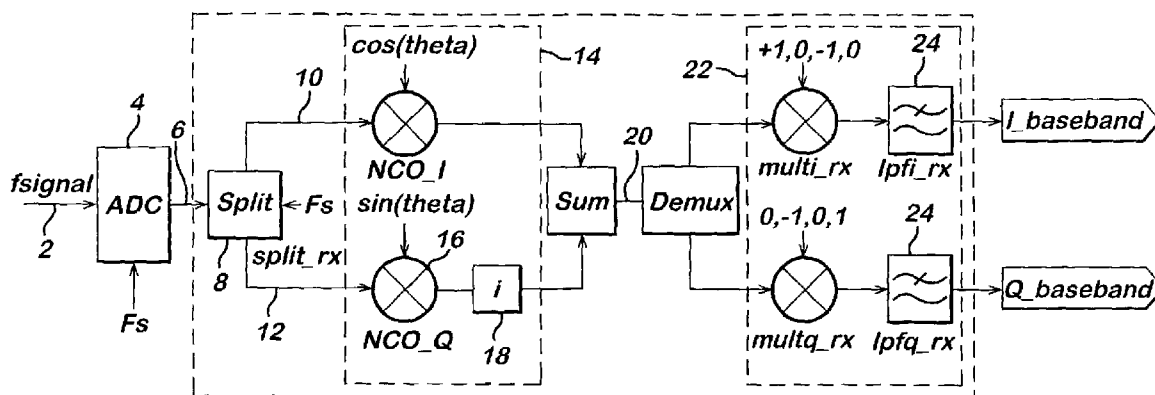 cos(theta)
14
+1,0,-1,0
24
22
10
4
6
I_baseband
NCO_I
multi_rx
lpfi_rx
20
fsignal
ADC
Split
Fs
Sum
Demux
2
sin(theta)
0,-1,0,1
24
8
split_rx
16
Fs
12
i
Q_baseband
NCO_Q
18
multq_rx
lpfq_rx